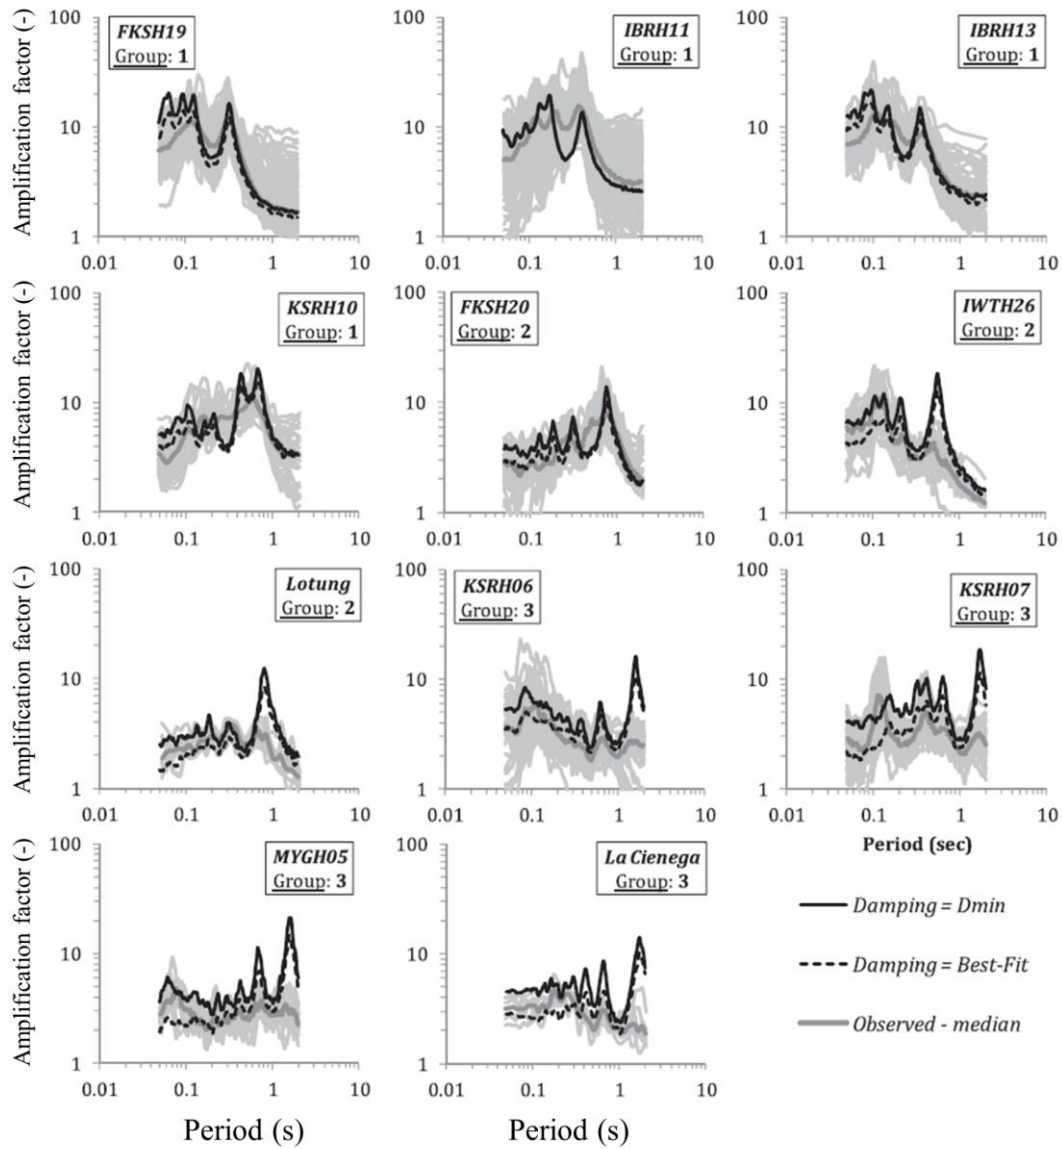 Amplification factor (-)
100
10
1
0.01 0.1 1 10
FKSH19
Group: 1
100
10
1
0.01 0.1 1 10
IBRH11
Group: 1
100
10
1
0.01 0.1 1 10
IBRH13
Group: 1
Amplification factor (-)
100
10
1
0.01 0.1 1 10
KSRH10
Group: 1
100
10
1
0.01 0.1 1 10
FKSH20
Group: 2
100
10
1
0.01 0.1 1 10
IWTH26
Group: 2
Amplification factor (-)
100
10
1
0.01 0.1 1 10
Lotung
Group: 2
100
10
1
0.01 0.1 1 10
KSRH06
Group: 3
100
10
1
0.01 0.1 1 10
KSRH07
Group: 3
Period (sec)
Amplification factor (-)
100
10
1
0.01 0.1 1 10
MYGH05
Group: 3
Period (s)
100
10
1
0.01 0.1 1 10
La Cienega
Group: 3
Period (s)
Damping = Dmin
Damping = Best-Fit
Observed - median